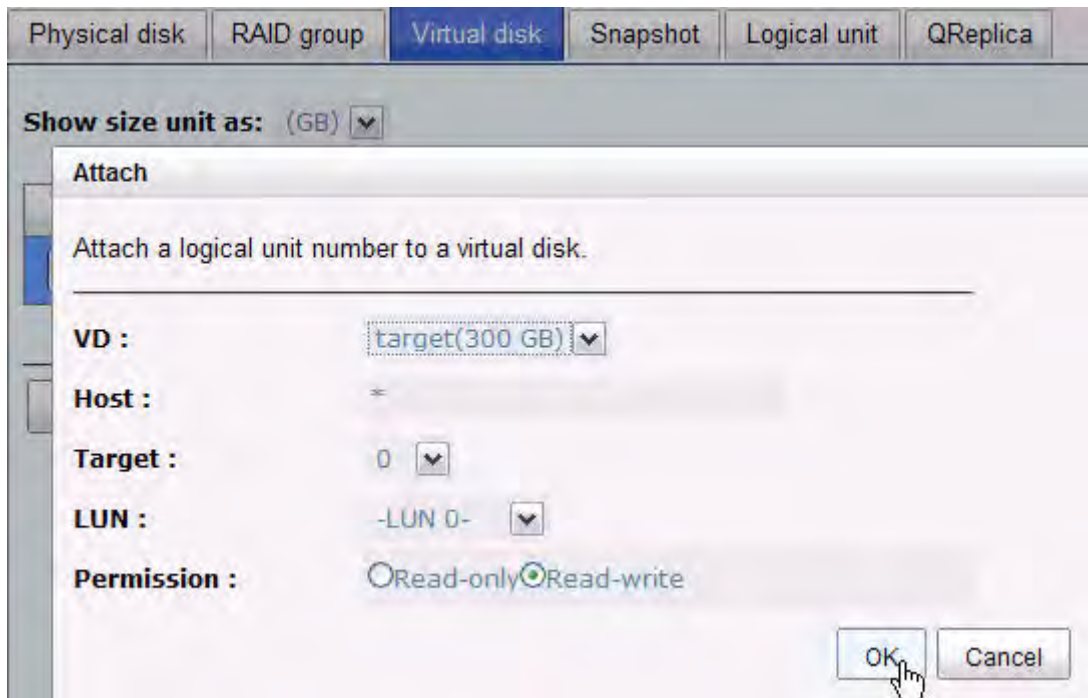 Physical disk RAID group Virtual disk Snapshot Logical unit QReplica
Show size unit as: (GB)
Attach
Attach a logical unit number to a virtual disk.
VD : target(300 GB)
Host : *
Target : 0
LUN : -LUN 0-
Permission : Read-only Read-write
OK Cancel